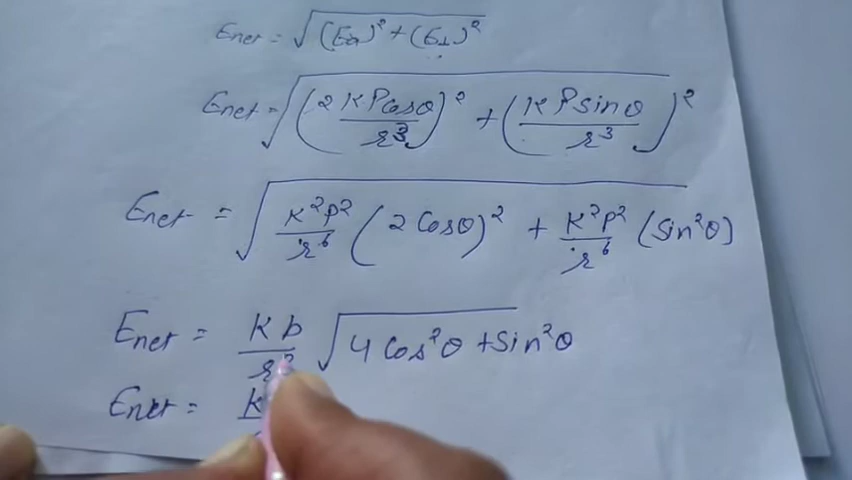 Enet = √(Ea)² + (E⊥)²
Enet = √(2KPcosθ/r³)² + (KPsinθ/r³)²
Enet = √K²P²/r⁶ (2Cosθ)² + K²P²/r⁶ (Sin²θ)
Enet = Kp/r³ √4Cos²θ + Sin²θ
Enet = K